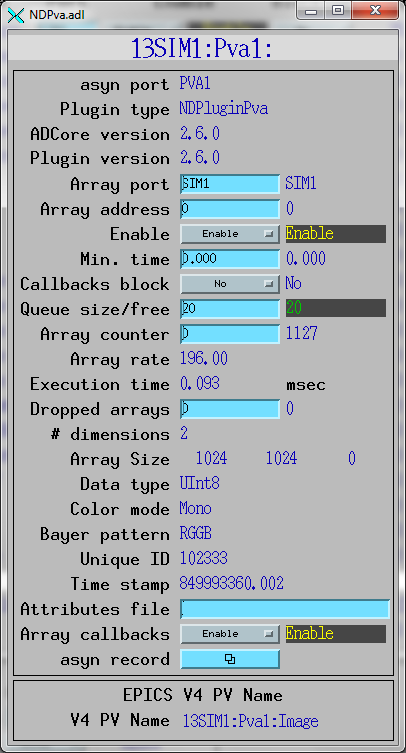 NDPva.adl
13SIM1:Pva1:
asyn port PVA1
Plugin type NDPluginPva
ADCore version 2.6.0
Plugin version 2.6.0
Array port SIM1 SIM1
Array address 0 0
Enable Enable Enable
Min. time 0.000 0.000
Callbacks block No No
Queue size/free 20 20
Array counter 0 1127
Array rate 196.00
Execution time 0.093 msec
Dropped arrays 0 0
# dimensions 2
Array Size 1024 1024 0
Data type UInt8
Color mode Mono
Bayer pattern RGGB
Unique ID 102333
Time stamp 849993360.002
Attributes file
Array callbacks Enable Enable
asyn record
EPICS V4 PV Name
V4 PV Name 13SIM1:Pva1:Image